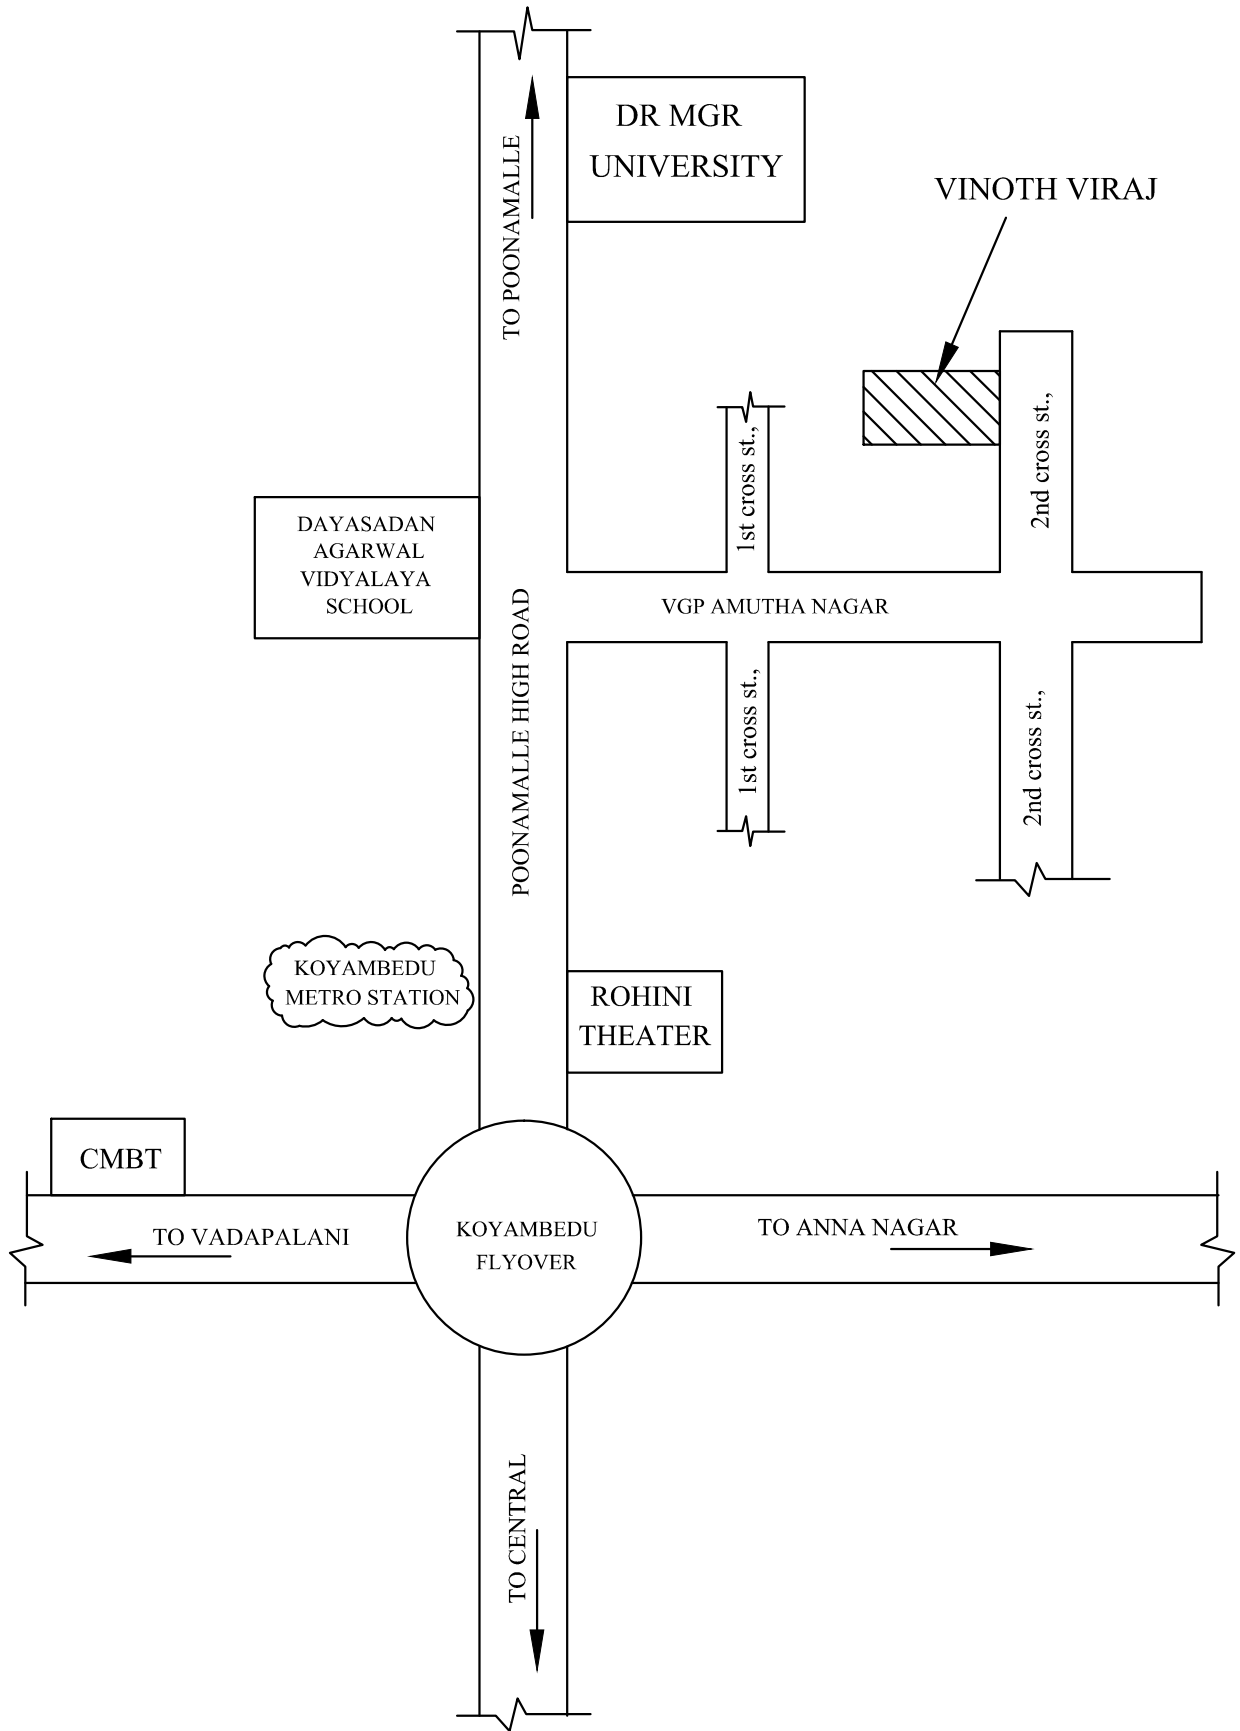 DR MGR
UNIVERSITY
TO POONAMALLE
VINOTH VIRAJ
1st cross st.,
2nd cross st.,
DAYASADAN
AGARWAL
VIDYALAYA
SCHOOL
VGP AMUTHA NAGAR
POONAMALLE HIGH ROAD
1st cross st.,
2nd cross st.,
KOYAMBEDU
METRO STATION
ROHINI
THEATER
CMBT
TO VADAPALANI
KOYAMBEDU
FLYOVER
TO ANNA NAGAR
TO CENTRAL